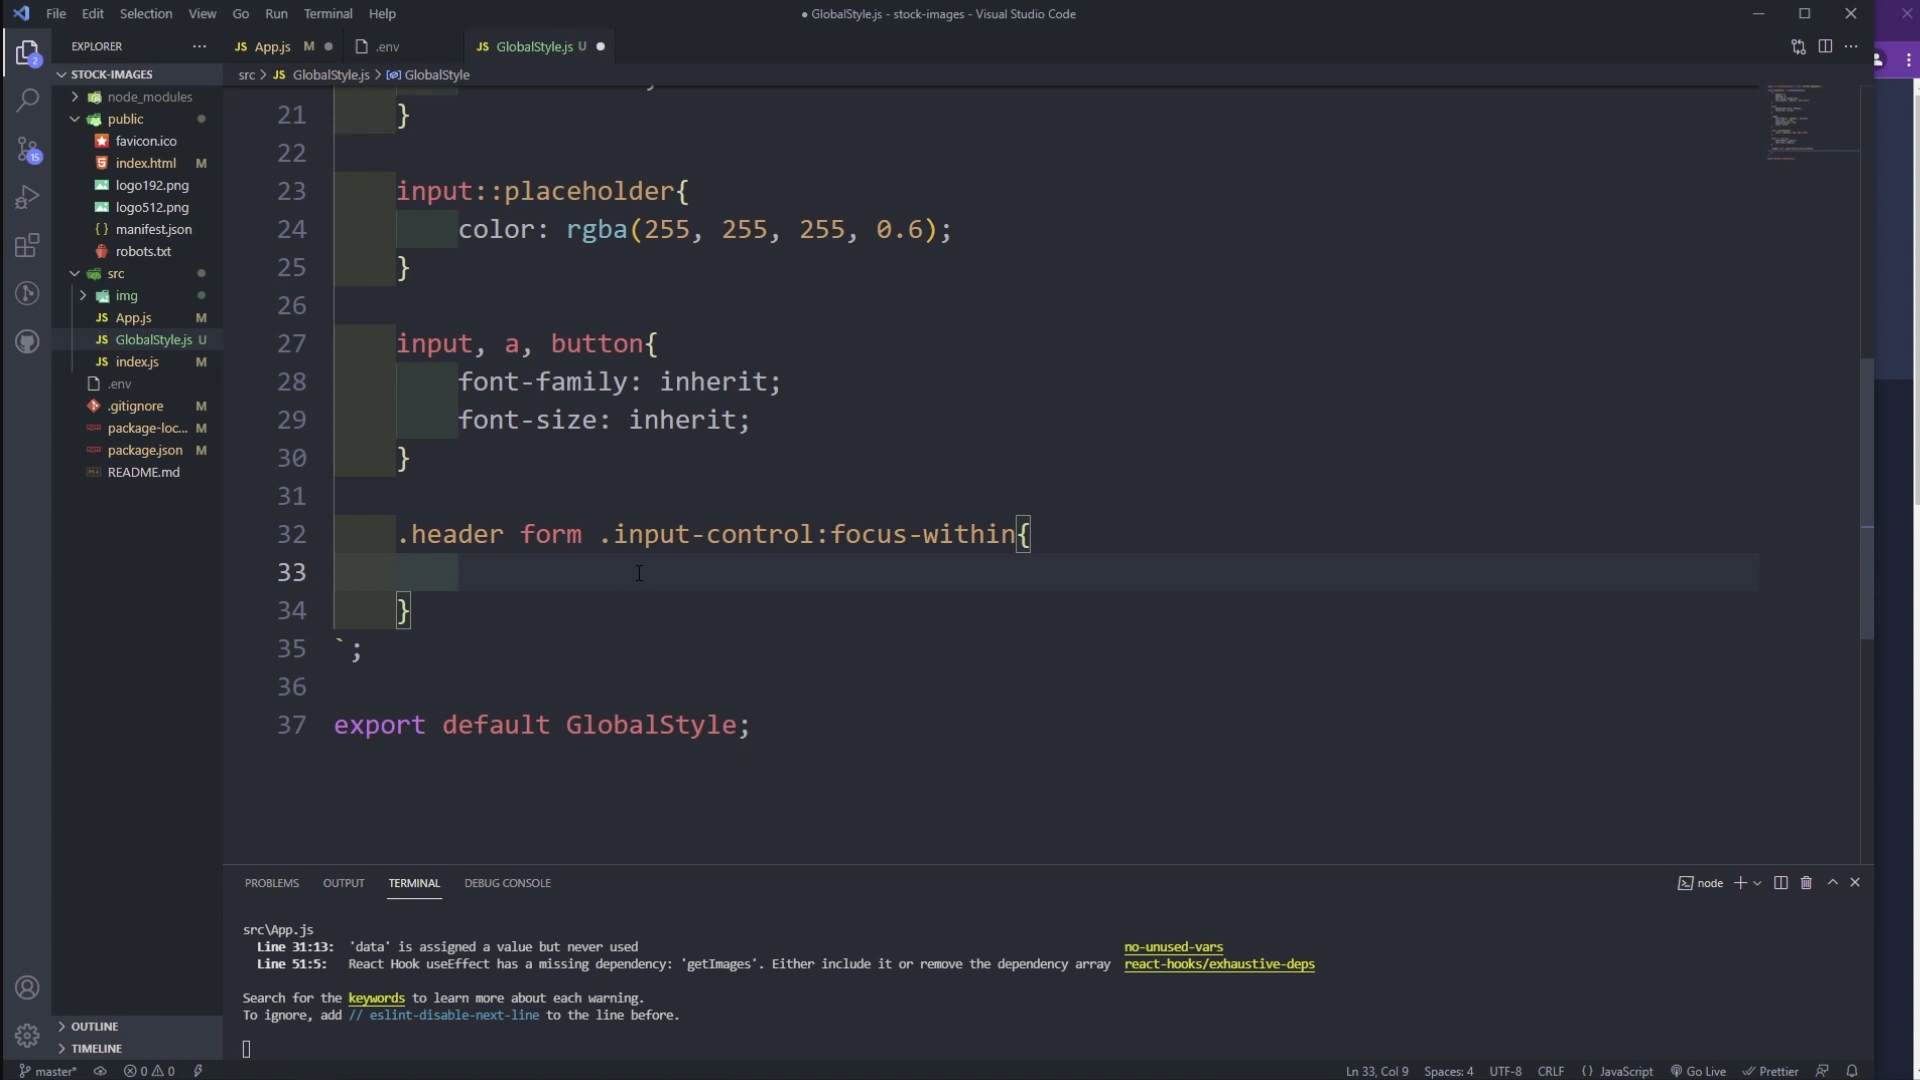 File Edit Selection View Go Run Terminal Help
● GlobalStyle.js - stock-images - Visual Studio Code
EXPLORER ···
JS App.js M ●
.env
JS GlobalStyle.js U ●
STOCK-IMAGES
src > JS GlobalStyle.js > GlobalStyle
node_modules
public
favicon.ico
index.html M
logo192.png
logo512.png
manifest.json
robots.txt
src
img
JS App.js M
JS GlobalStyle.js U
JS index.js M
.env
.gitignore M
package-loc... M
package.json M
README.md
2
15
21 }
22
23 input::placeholder{
24 color: rgba(255, 255, 255, 0.6);
25 }
26
27 input, a, button{
28 font-family: inherit;
29 font-size: inherit;
30 }
31
32 .header form .input-control:focus-within{
33
34 }
35 `;
36
37 export default GlobalStyle;
PROBLEMS OUTPUT TERMINAL DEBUG CONSOLE
node
src\App.js
Line 31:13: 'data' is assigned a value but never used no-unused-vars
Line 51:5: React Hook useEffect has a missing dependency: 'getImages'. Either include it or remove the dependency array react-hooks/exhaustive-deps
Search for the keywords to learn more about each warning.
To ignore, add // eslint-disable-next-line to the line before.
OUTLINE
TIMELINE
master* 0 0
Ln 33, Col 9 Spaces: 4 UTF-8 CRLF {} JavaScript Go Live Prettier